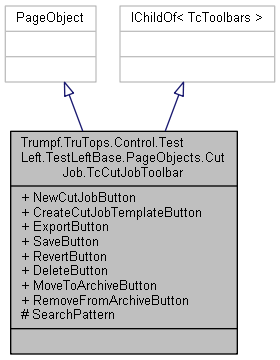 PageObject
IChildOf< TcToolbars >
Trumpf.TruTops.Control.Test
Left.TestLeftBase.PageObjects.Cut
Job.TcCutJobToolbar
+ NewCutJobButton
+ CreateCutJobTemplateButton
+ ExportButton
+ SaveButton
+ RevertButton
+ DeleteButton
+ MoveToArchiveButton
+ RemoveFromArchiveButton
# SearchPattern